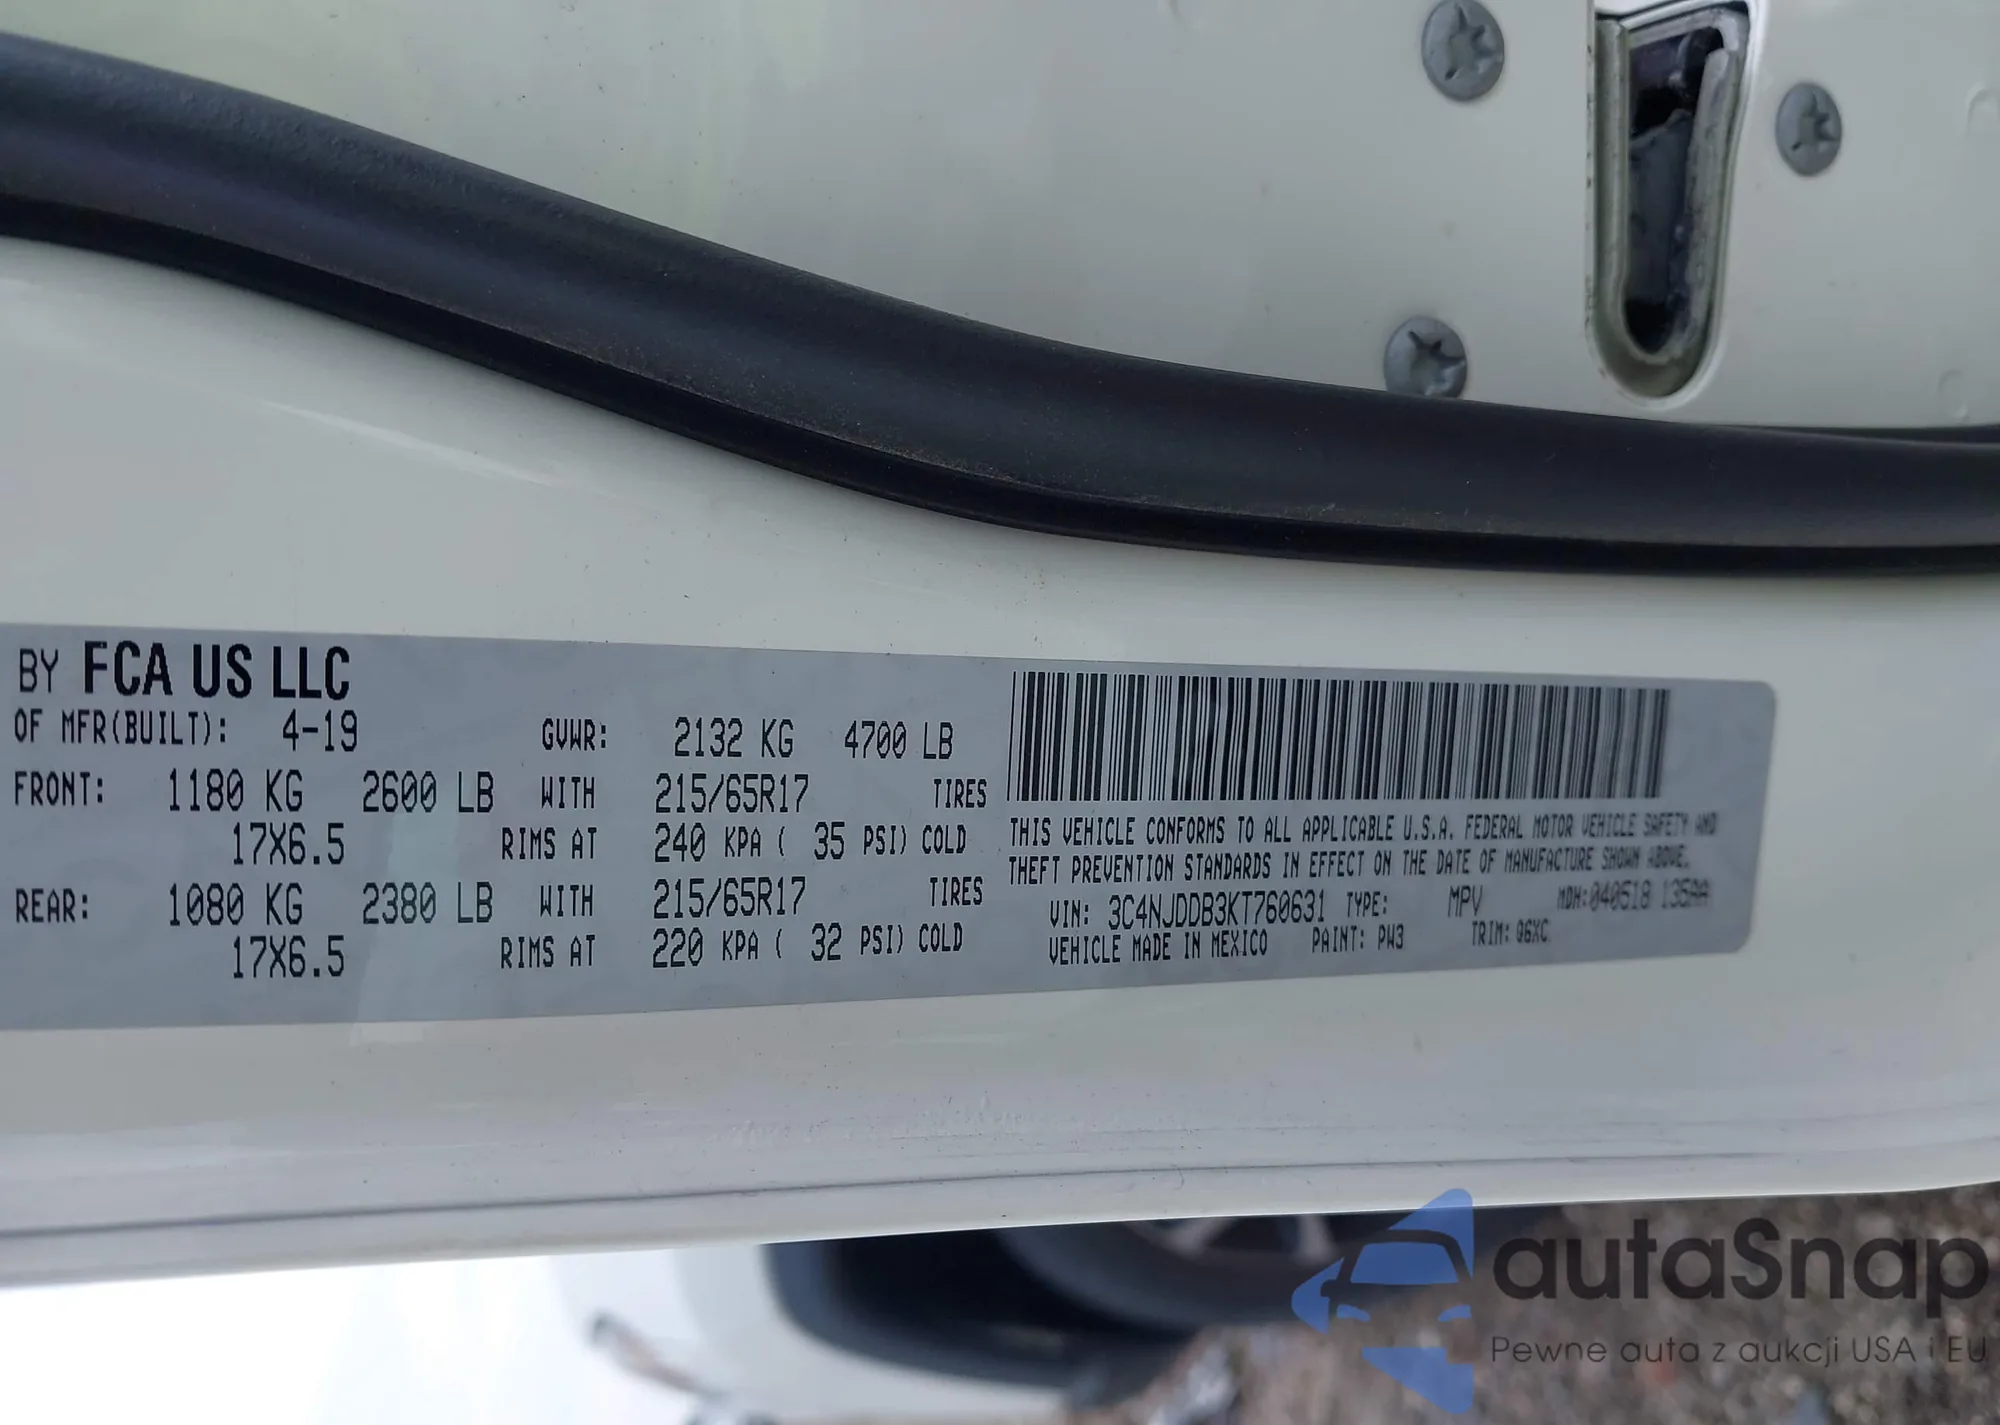 BY FCA US LLC
OF MFR(BUILT): 4-19 GVWR: 2132 KG 4700 LB
FRONT: 1180 KG 2600 LB WITH 215/65R17 TIRES
17X6.5 RIMS AT 240 KPA ( 35 PSI) COLD
REAR: 1080 KG 2380 LB WITH 215/65R17 TIRES
17X6.5 RIMS AT 220 KPA ( 32 PSI) COLD
THIS VEHICLE CONFORMS TO ALL APPLICABLE U.S.A. FEDERAL MOTOR VEHICLE SAFETY AND
THEFT PREVENTION STANDARDS IN EFFECT ON THE DATE OF MANUFACTURE SHOWN ABOVE.
VIN: 3C4NJDDB3KT760631 TYPE: MPV MDH: 040518 135AA
VEHICLE MADE IN MEXICO PAINT: PW3 TRIM: Q6XC
autaSnap
Pewne auta z aukcji USA i EU